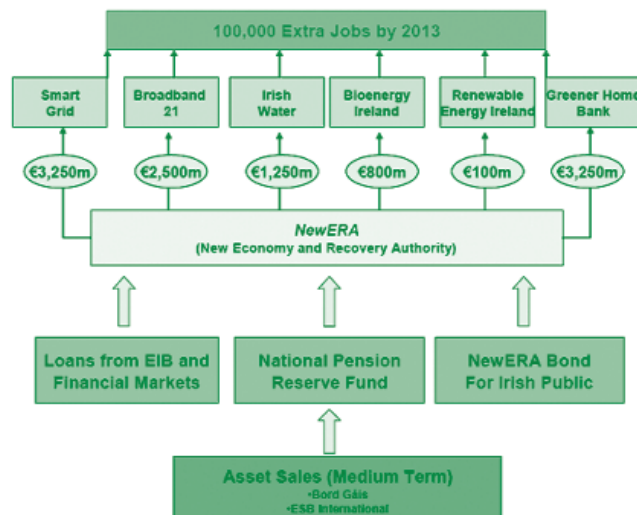 100,000 Extra Jobs by 2013
Smart
Grid
Broadband
21
Irish
Water
Bioenergy
Ireland
Renewable
Energy Ireland
Greener Home
Bank
€3,250m
€2,500m
€1,250m
€800m
€100m
€3,250m
NewERA
(New Economy and Recovery Authority)
Loans from EIB and
Financial Markets
National Pension
Reserve Fund
NewERA Bond
For Irish Public
Asset Sales (Medium Term)
•Bord Gáis
•ESB International